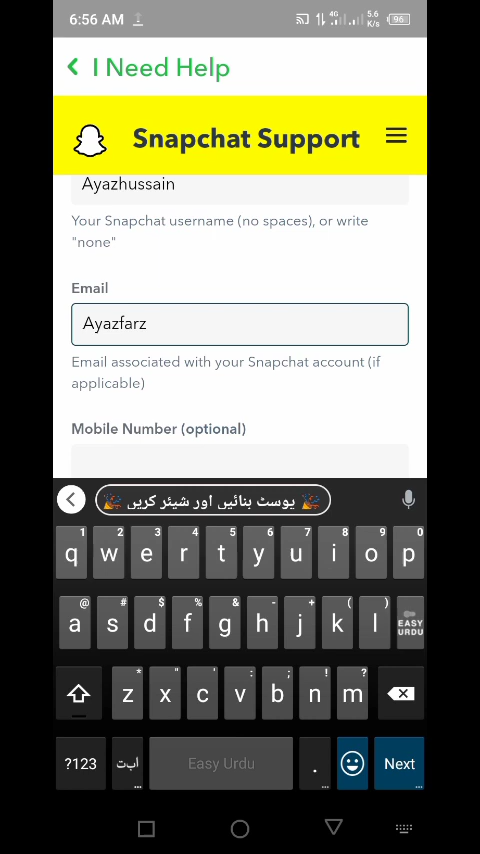 6:56 AM 4G 5.6 K/s 96
I Need Help
Snapchat Support
Ayazhussain
Your Snapchat username (no spaces), or write
"none"
Email
Ayazfarz
Email associated with your Snapchat account (if
applicable)
Mobile Number (optional)
🎉 پوسٹ بنائیں اور شیئر کریں 🎉
1 2 3 4 5 6 7 8 9 0
q w e r t y u i o p
@ # $ % & - + ( )
a s d f g h j k l EASY URDU
* " ' : ; ! ?
z x c v b n m
?123 ابت ... Easy Urdu . ... Next ...